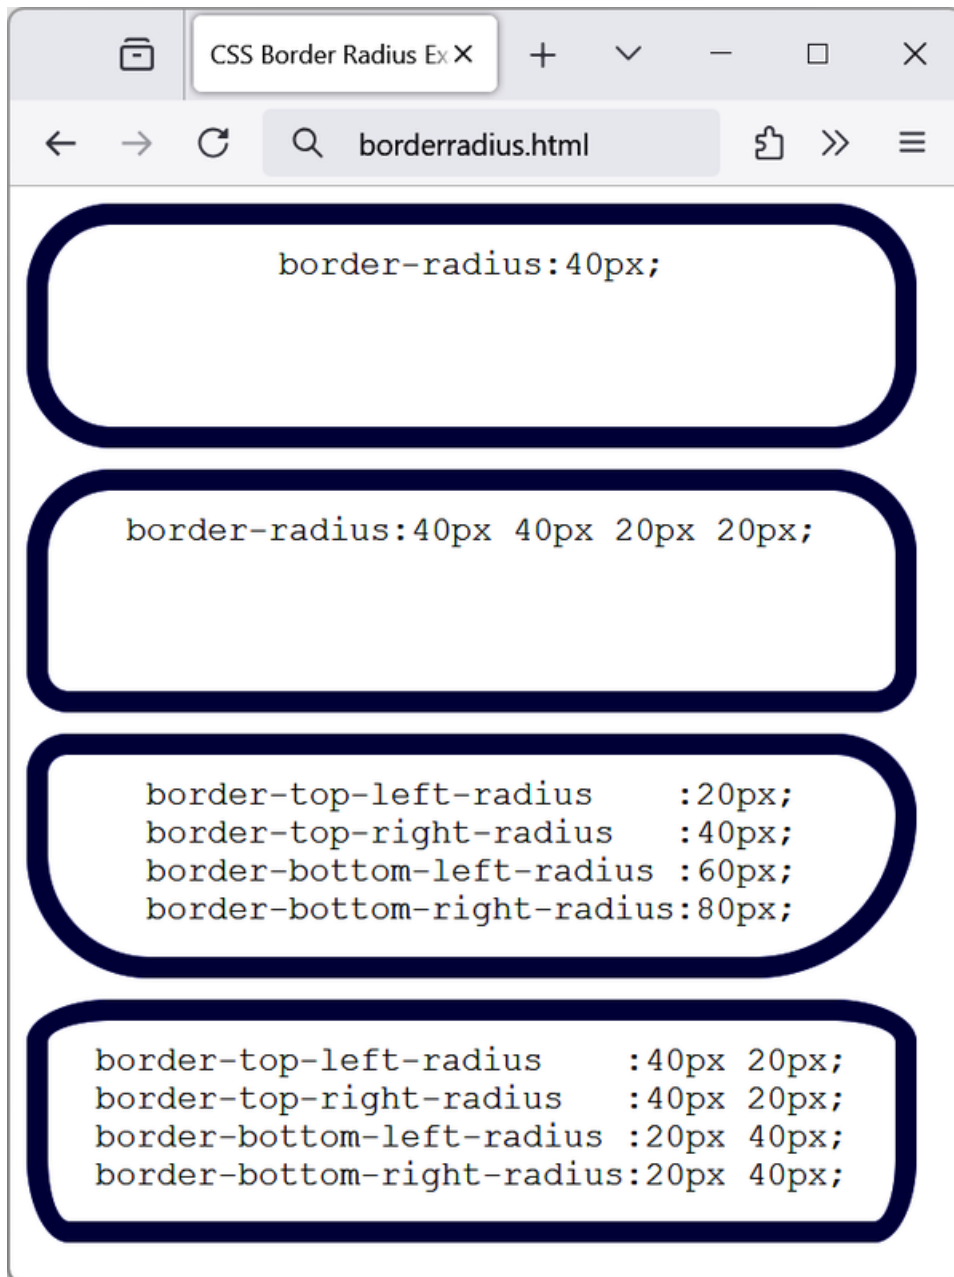 CSS Border Radius Ex
borderradius.html
border-radius:40px;
border-radius:40px 40px 20px 20px;
border-top-left-radius    :20px;
border-top-right-radius   :40px;
border-bottom-left-radius :60px;
border-bottom-right-radius:80px;
border-top-left-radius    :40px 20px;
border-top-right-radius   :40px 20px;
border-bottom-left-radius :20px 40px;
border-bottom-right-radius:20px 40px;